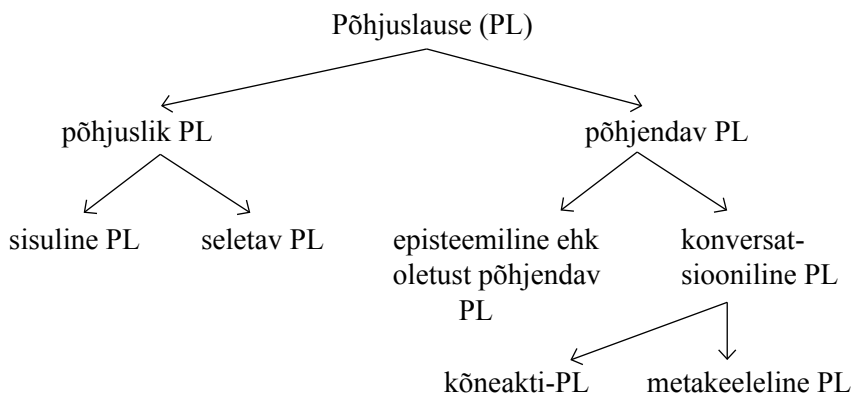 Põhjuslause (PL)
põhjuslik PL
põhjendav PL
sisuline PL
seletav PL
episteemiline ehk
oletust põhjendav
PL
konversat-
siooniline PL
kõneakti-PL
metakeeleline PL